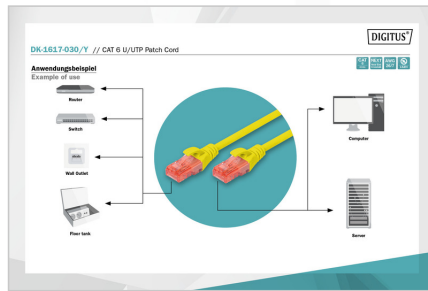 DIGITUS®
DK-1617-030/Y // CAT 6 U/UTP Patch Cord
Anwendungsbeispiel
Example of use
Router
Switch
Wall Outlet
Floor tank
Computer
Server